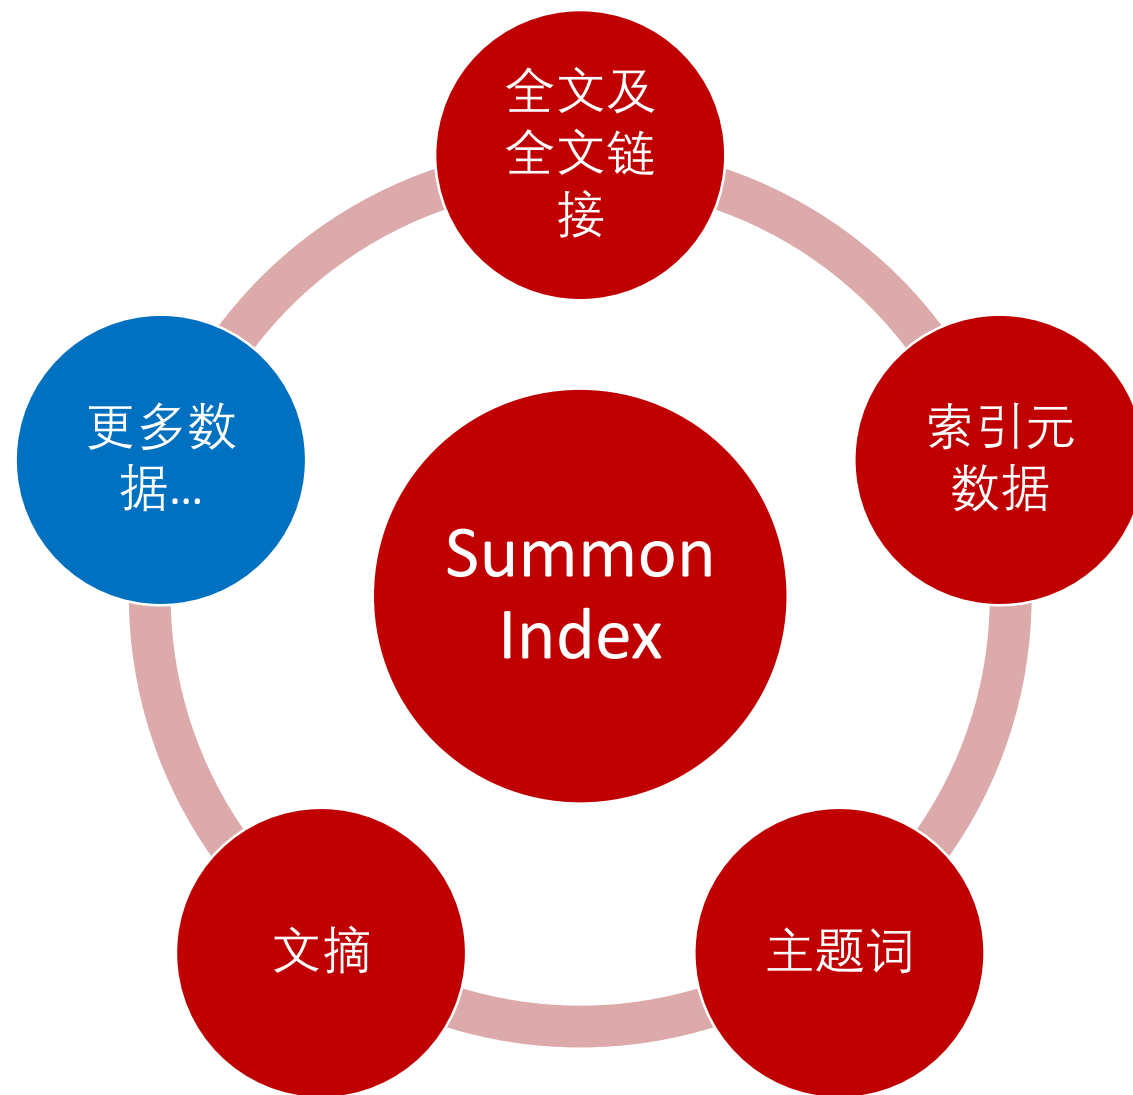 全文及
全文链
接
更多数
据...
索引元
数据
Summon
Index
文摘
主题词